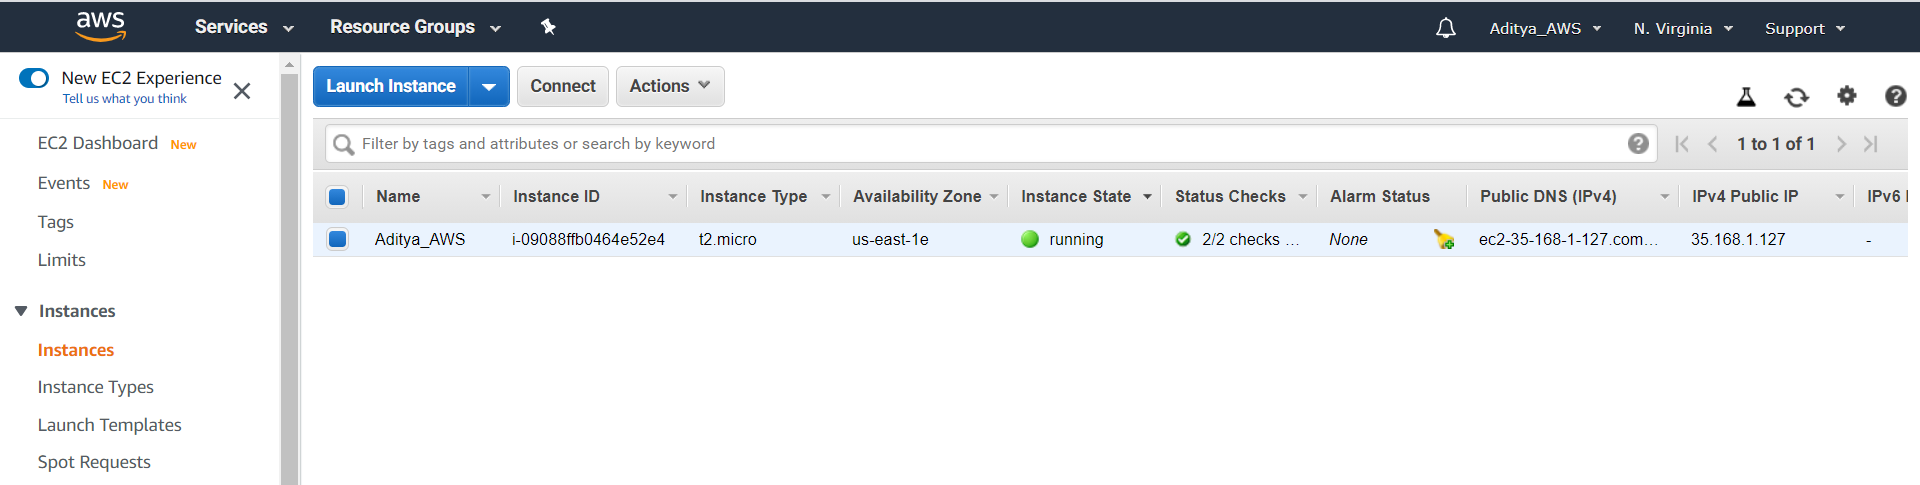 aws Services Resource Groups Aditya_AWS N. Virginia Support
New EC2 Experience
Tell us what you think
EC2 Dashboard New
Events New
Tags
Limits
Instances
Instances
Instance Types
Launch Templates
Spot Requests
Launch Instance Connect Actions
Filter by tags and attributes or search by keyword 1 to 1 of 1
Name Instance ID Instance Type Availability Zone Instance State Status Checks Alarm Status Public DNS (IPv4) IPv4 Public IP IPv6
Aditya_AWS i-09088ffb0464e52e4 t2.micro us-east-1e running 2/2 checks ... None ec2-35-168-1-127.com... 35.168.1.127 -